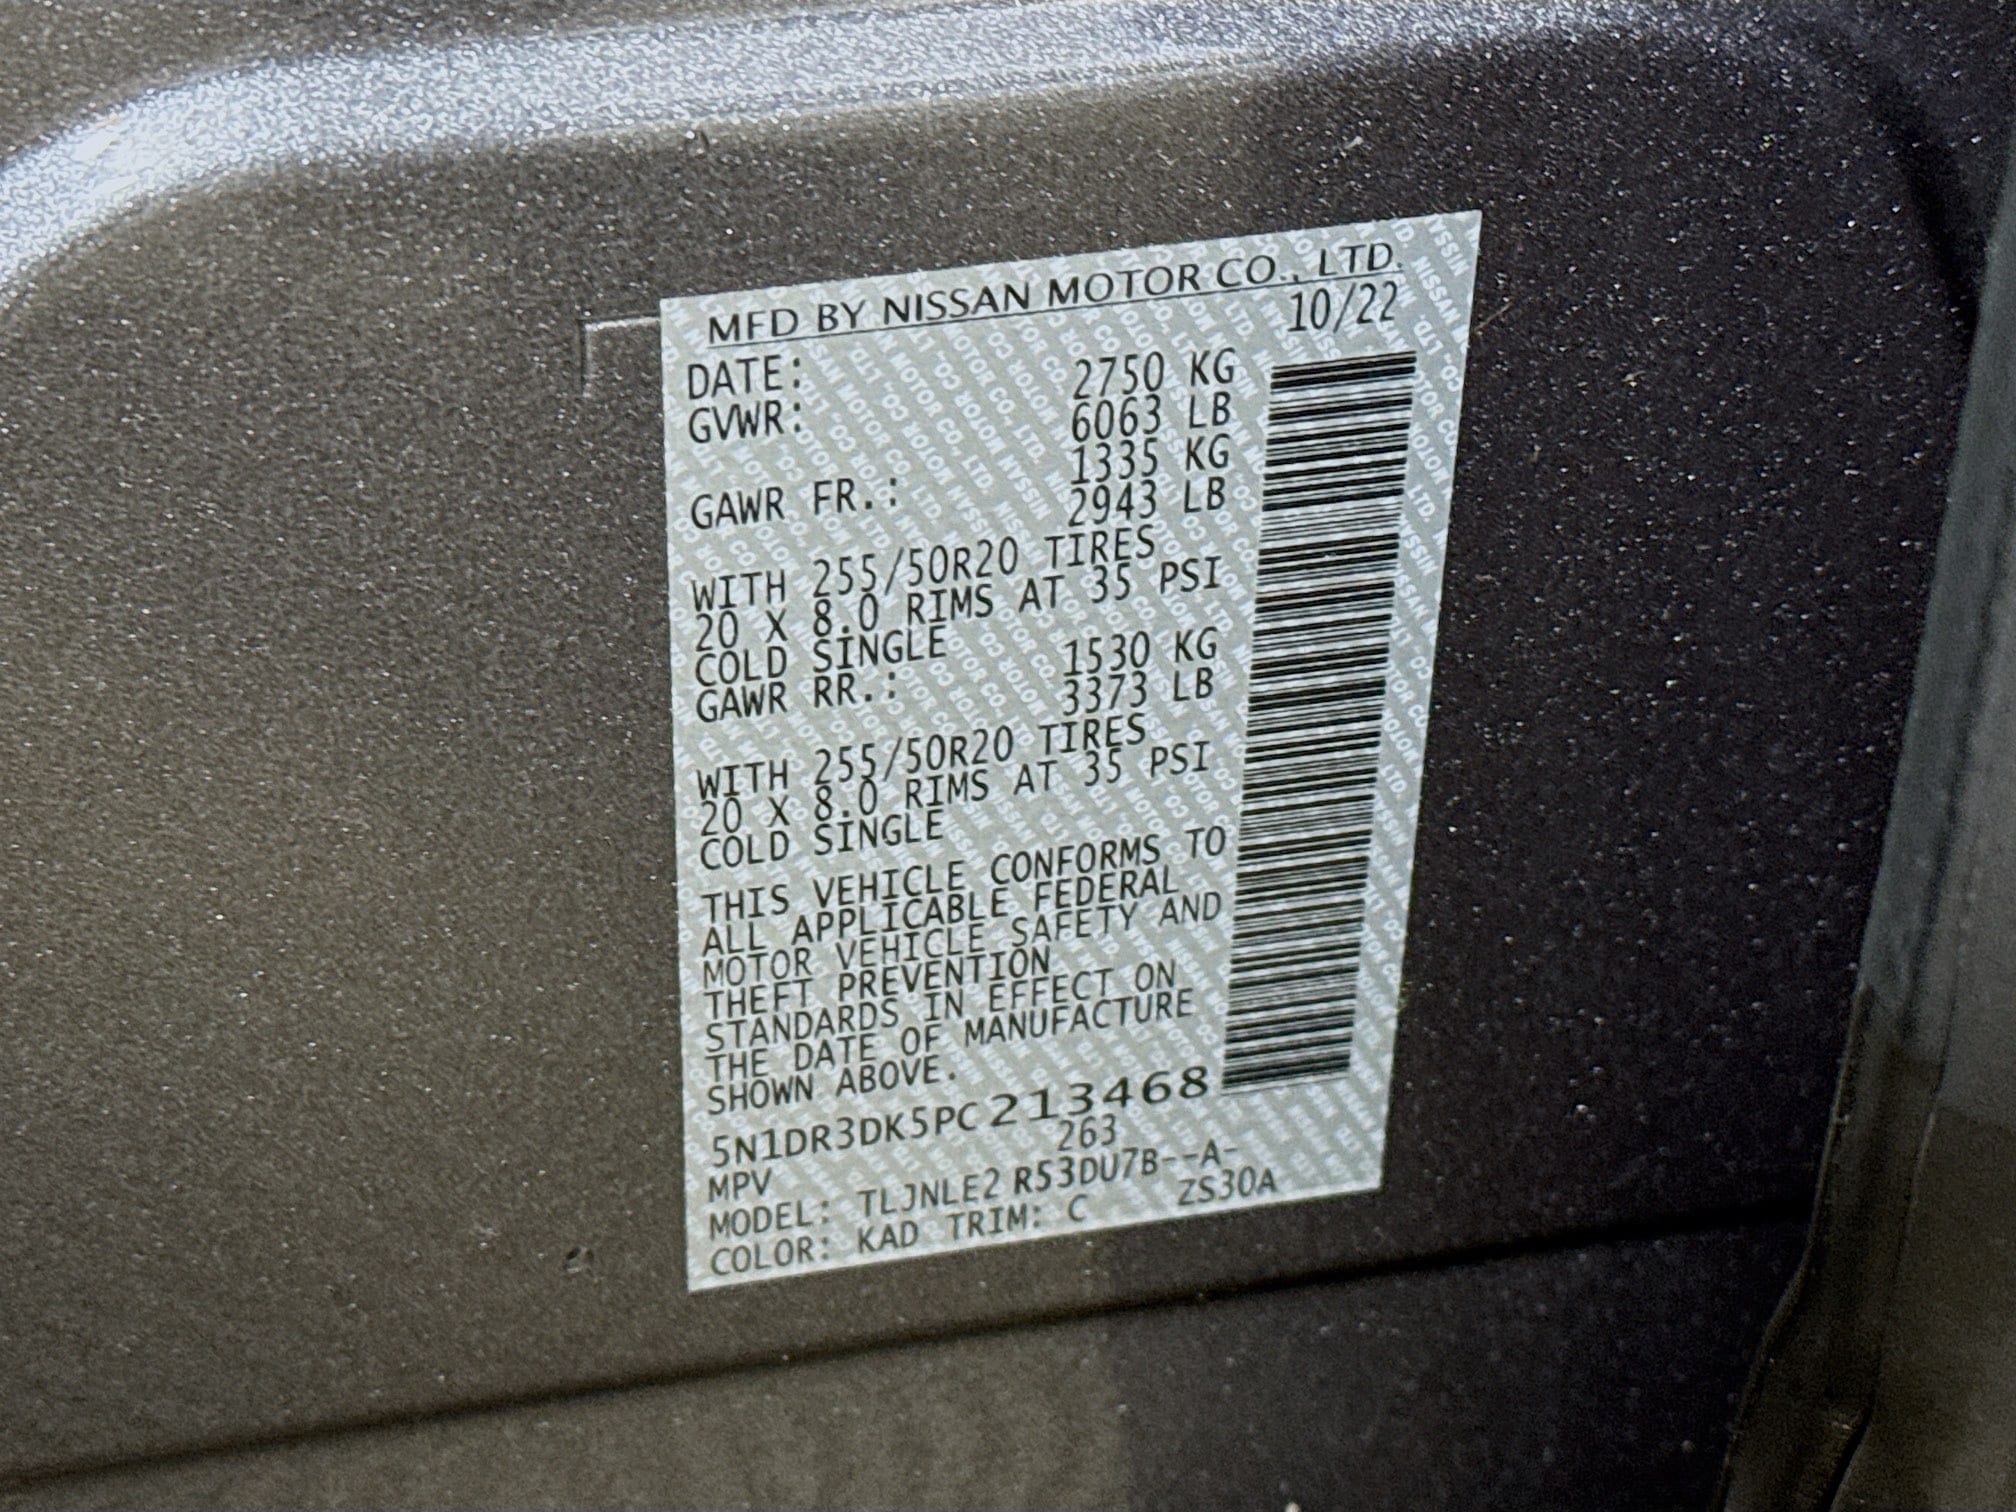 MFD BY NISSAN MOTOR CO., LTD.
DATE: 10/22
GVWR: 2750 KG
6063 LB
GAWR FR.: 1335 KG
2943 LB
WITH 255/50R20 TIRES
20 X 8.0 RIMS AT 35 PSI
COLD SINGLE
GAWR RR.: 1530 KG
3373 LB
WITH 255/50R20 TIRES
20 X 8.0 RIMS AT 35 PSI
COLD SINGLE
THIS VEHICLE CONFORMS TO
ALL APPLICABLE FEDERAL
MOTOR VEHICLE SAFETY AND
THEFT PREVENTION
STANDARDS IN EFFECT ON
THE DATE OF MANUFACTURE
SHOWN ABOVE.
5N1DR3DK5PC213468
MPV 263
MODEL: TLJNLE2 R53DU7B--A-
COLOR: KAD TRIM: C ZS30A